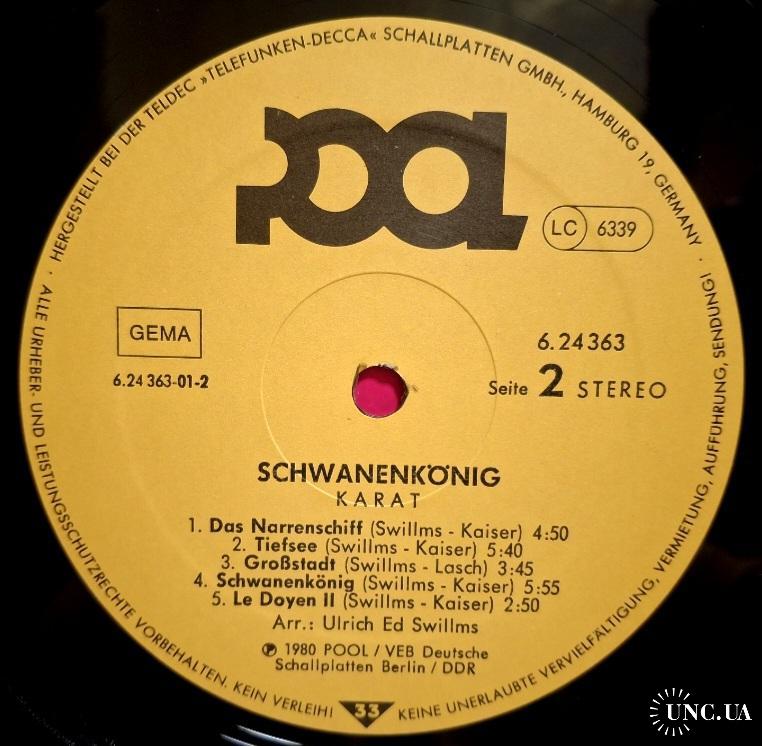 HERGESTELLT BEI DER TELDEC »TELEFUNKEN-DECCA« SCHALLPLATTEN GMBH., HAMBURG 19, GERMANY ·
pool
LC 6339
GEMA
6.24 363-01-2
6.24 363
Seite 2 STEREO
SCHWANENKÖNIG
KARAT
1. Das Narrenschiff (Swillms - Kaiser) 4:50
2. Tiefsee (Swillms - Kaiser) 5:40
3. Großstadt (Swillms - Lasch) 3:45
4. Schwanenkönig (Swillms - Kaiser) 5:55
5. Le Doyen II (Swillms - Kaiser) 2:50
Arr.: Ulrich Ed Swillms
℗ 1980 POOL / VEB Deutsche
Schallplatten Berlin / DDR
· ALLE URHEBER- UND LEISTUNGSSCHUTZRECHTE VORBEHALTEN. KEIN VERLEIH!
33
KEINE UNERLAUBTE VERVIELFÄLTIGUNG, VERMIETUNG, AUFFÜHRUNG, SENDUNG!
UNC.UA